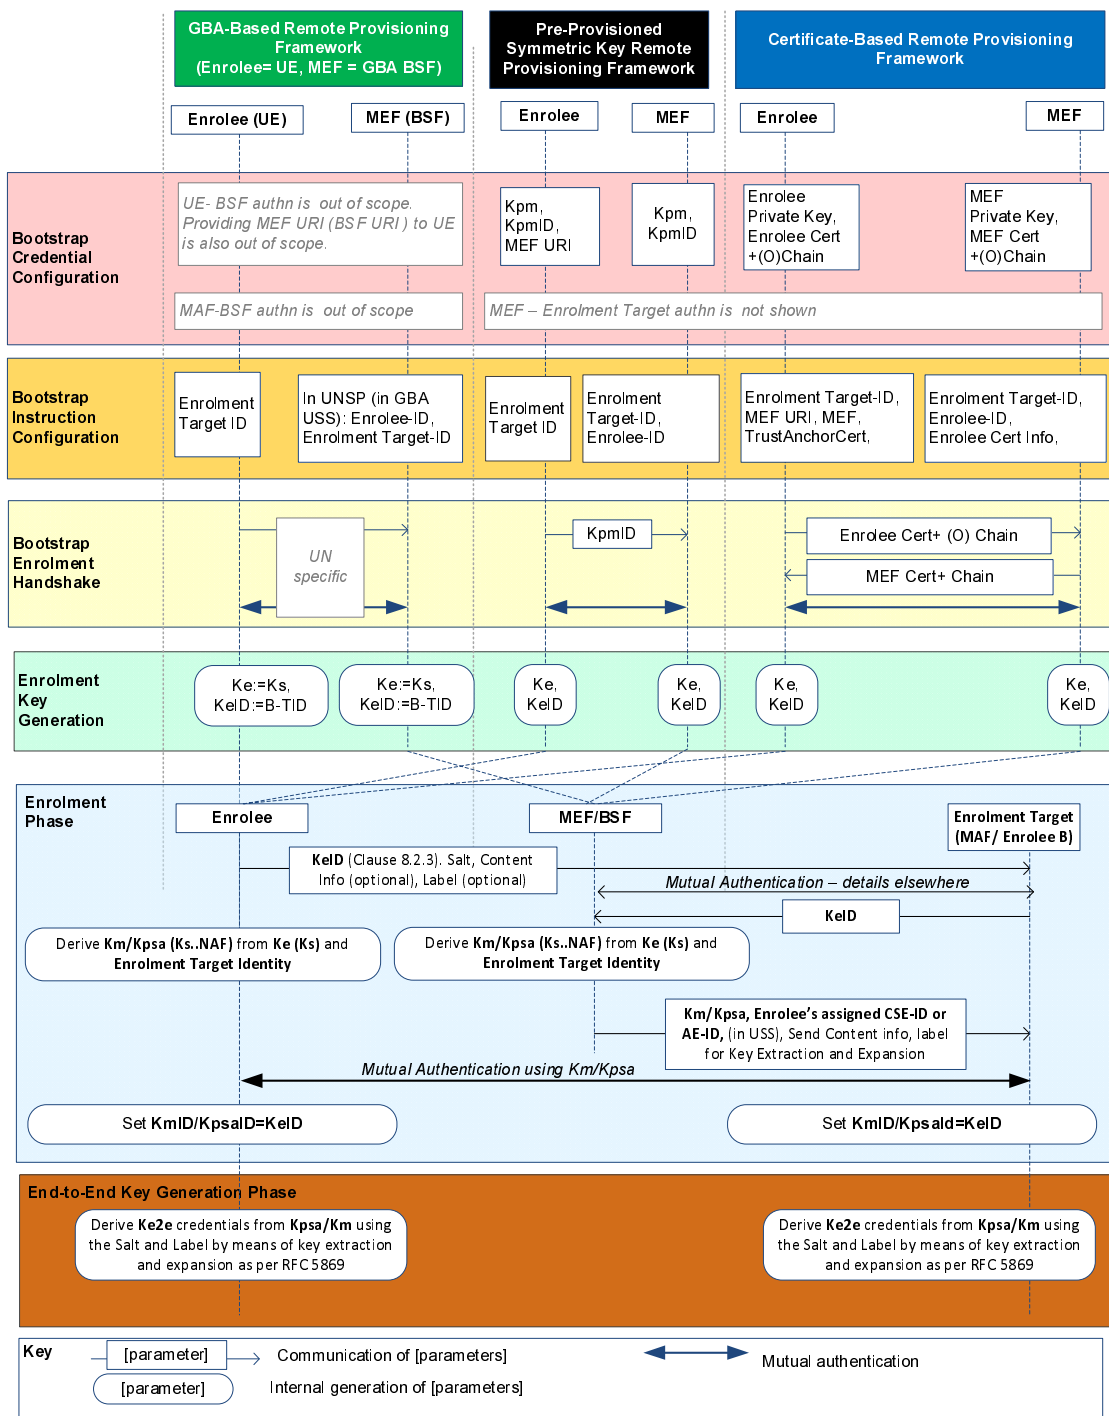 GBA-Based Remote Provisioning
Framework
(Enrolee= UE, MEF = GBA BSF)
Pre-Provisioned
Symmetric Key Remote
Provisioning Framework
Certificate-Based Remote Provisioning
Framework
Enrolee (UE)
MEF (BSF)
Enrolee
MEF
Enrolee
MEF
Bootstrap
Credential
Configuration
UE- BSF authn is out of scope.
Providing MEF URI (BSF URI ) to UE
is also out of scope.
Kpm,
KpmID,
MEF URI
Kpm,
KpmID
Enrolee
Private Key,
Enrolee Cert
+(O)Chain
MEF
Private Key,
MEF Cert
+(O)Chain
MAF-BSF authn is out of scope
MEF – Enrolment Target authn is not shown
Bootstrap
Instruction
Configuration
Enrolment
Target ID
In UNSP (in GBA
USS): Enrolee-ID,
Enrolment Target-ID
Enrolment
Target ID
Enrolment
Target-ID,
Enrolee-ID
Enrolment Target-ID,
MEF URI, MEF,
TrustAnchorCert,
Enrolment Target-ID,
Enrolee-ID,
Enrolee Cert Info,
Bootstrap
Enrolment
Handshake
UN
specific
KpmID
Enrolee Cert+ (O) Chain
MEF Cert+ Chain
Enrolment
Key
Generation
Ke:=Ks,
KeID:=B-TID
Ke:=Ks,
KeID:=B-TID
Ke,
KeID
Ke,
KeID
Ke,
KeID
Ke,
KeID
Enrolment
Phase
Enrolee
MEF/BSF
Enrolment Target
(MAF/ Enrolee B)
KeID (Clause 8.2.3). Salt, Content
Info (optional), Label (optional)
Mutual Authentication – details elsewhere
KeID
Derive Km/Kpsa (Ks..NAF) from Ke (Ks) and
Enrolment Target Identity
Derive Km/Kpsa (Ks..NAF) from Ke (Ks) and
Enrolment Target Identity
Km/Kpsa, Enrolee’s assigned CSE-ID or
AE-ID, (in USS), Send Content info, label
for Key Extraction and Expansion
Mutual Authentication using Km/Kpsa
Set KmID/KpsaID=KeID
Set KmID/KpsaId=KeID
End-to-End Key Generation Phase
Derive Ke2e credentials from Kpsa/Km using
the Salt and Label by means of key extraction
and expansion as per RFC 5869
Derive Ke2e credentials from Kpsa/Km using
the Salt and Label by means of key extraction
and expansion as per RFC 5869
Key
[parameter]
Communication of [parameters]
Mutual authentication
[parameter]
Internal generation of [parameters]